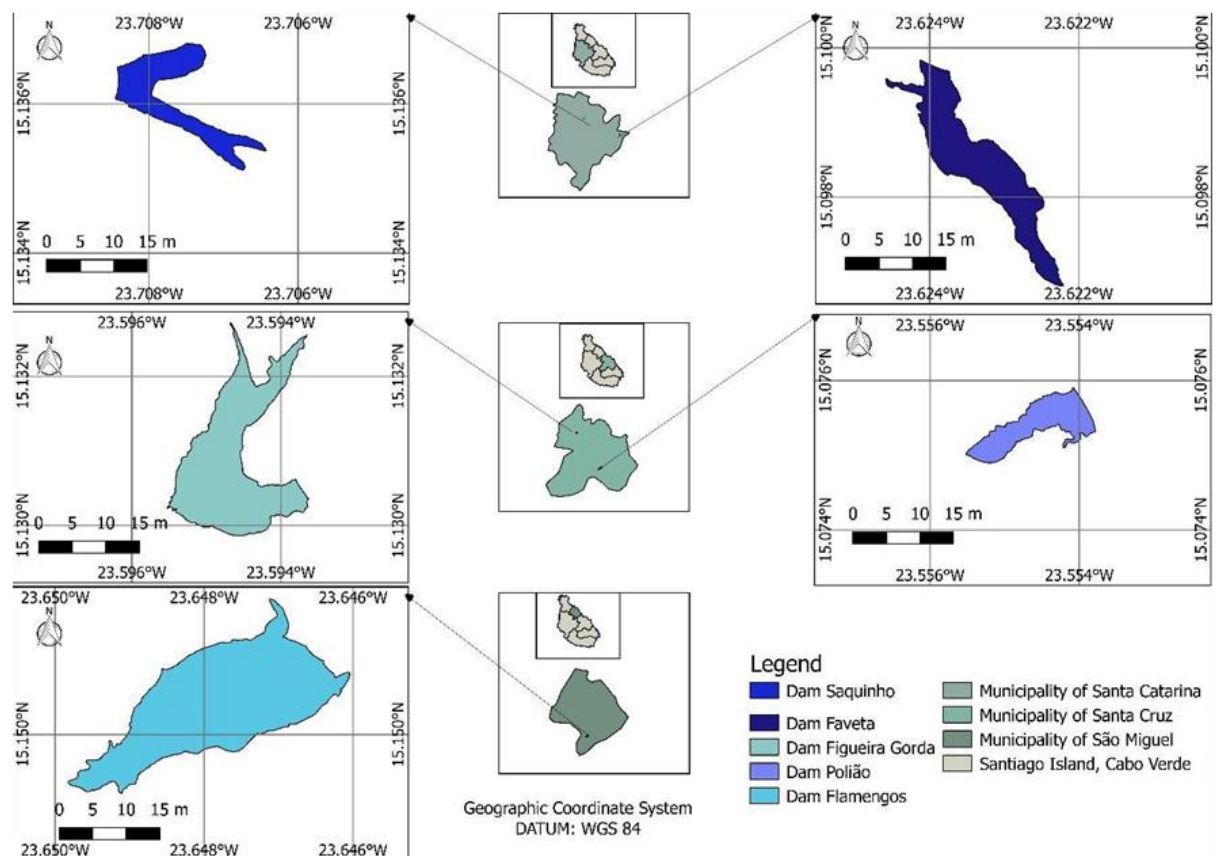 23.708°W 23.706°W
N
15.136°N 15.136°N
15.134°N 15.134°N
0 5 10 15 m
23.708°W 23.706°W
23.624°W 23.622°W
N
15.100°N 15.100°N
15.098°N 15.098°N
0 5 10 15 m
23.624°W 23.622°W
23.596°W 23.594°W
N
15.132°N 15.132°N
15.130°N 15.130°N
0 5 10 15 m
23.596°W 23.594°W
23.556°W 23.554°W
N
15.076°N 15.076°N
15.074°N 15.074°N
0 5 10 15 m
23.556°W 23.554°W
23.650°W 23.648°W 23.646°W
N
15.150°N 15.150°N
0 5 10 15 m
23.650°W 23.648°W 23.646°W
Geographic Coordinate System
DATUM: WGS 84
Legend
Dam Saquinho
Dam Faveta
Dam Figueira Gorda
Dam Polião
Dam Flamengos
Municipality of Santa Catarina
Municipality of Santa Cruz
Municipality of São Miguel
Santiago Island, Cabo Verde